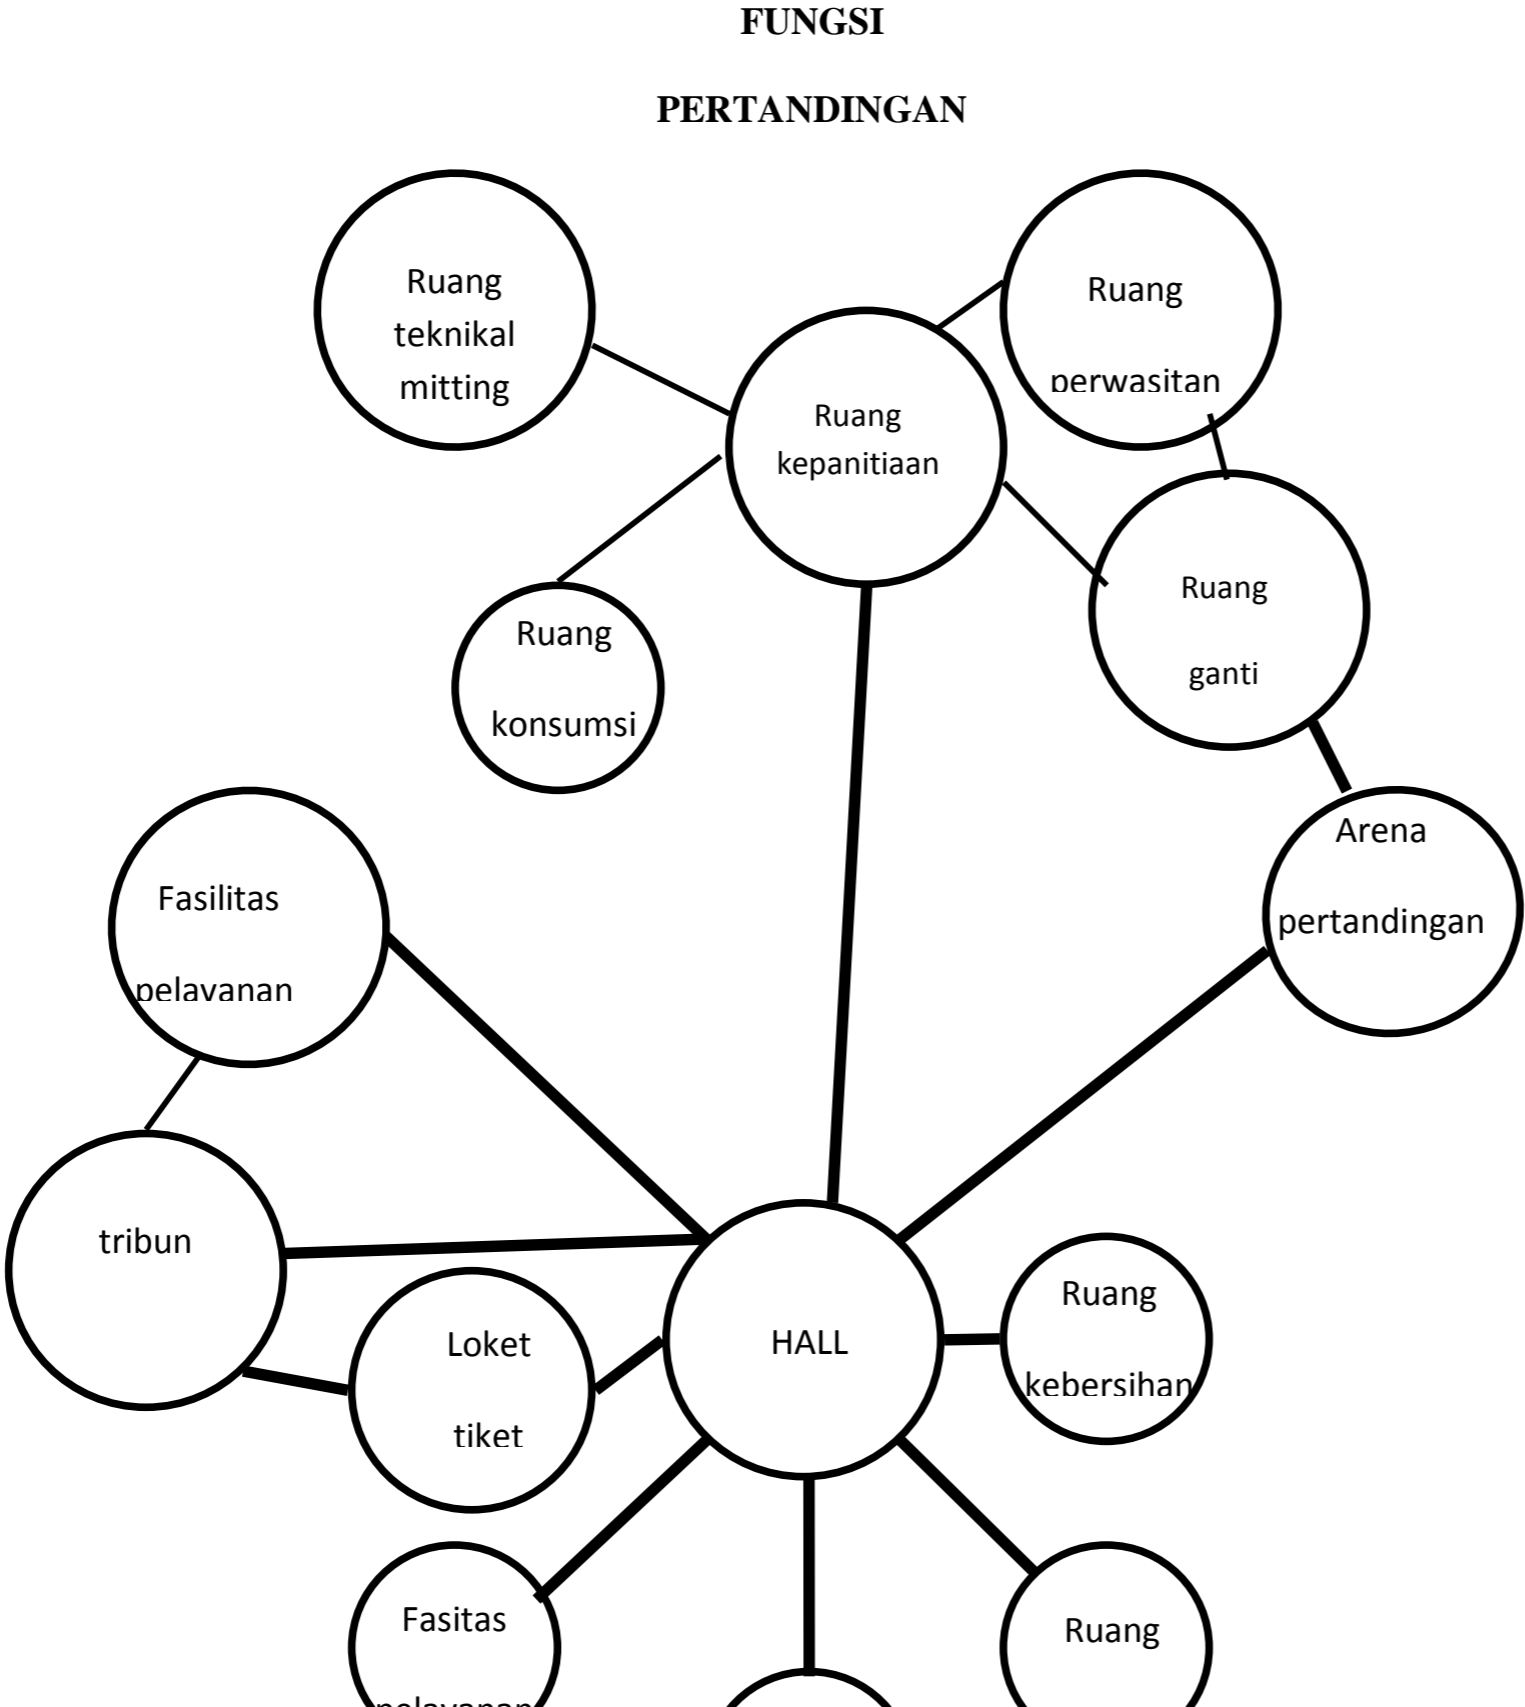 FUNGSI
PERTANDINGAN
Ruang
teknikal
mitting
Ruang
perwasitan
Ruang
kepanitiaan
Ruang
ganti
Ruang
konsumsi
Arena
pertandingan
Fasilitas
pelayanan
tribun
Loket
tiket
HALL
Ruang
kebersihan
Fasitas
pelayanan
Ruang